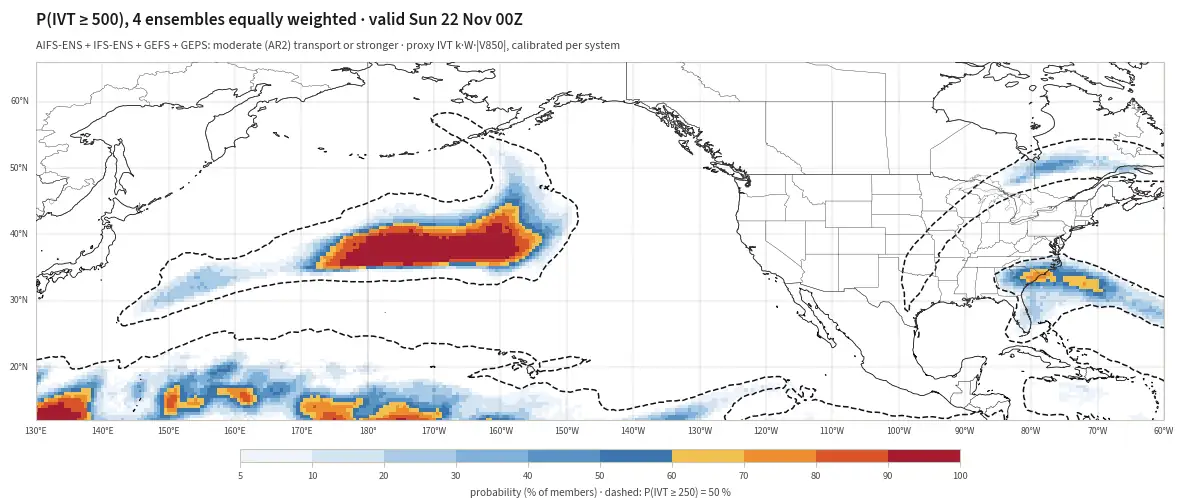 P(IVT ≥ 500), 4 ensembles equally weighted · valid Sun 22 Nov 00Z
AIFS-ENS + IFS-ENS + GEFS + GEPS: moderate (AR2) transport or stronger · proxy IVT k·W·|V850|, calibrated per system
60°N
50°N
40°N
30°N
20°N
130°E 140°E 150°E 160°E 170°E 180° 170°W 160°W 150°W 140°W 130°W 120°W 110°W 100°W 90°W 80°W 70°W 60°W
5 10 20 30 40 50 60 70 80 90 100
probability (% of members) · dashed: P(IVT ≥ 250) = 50 %